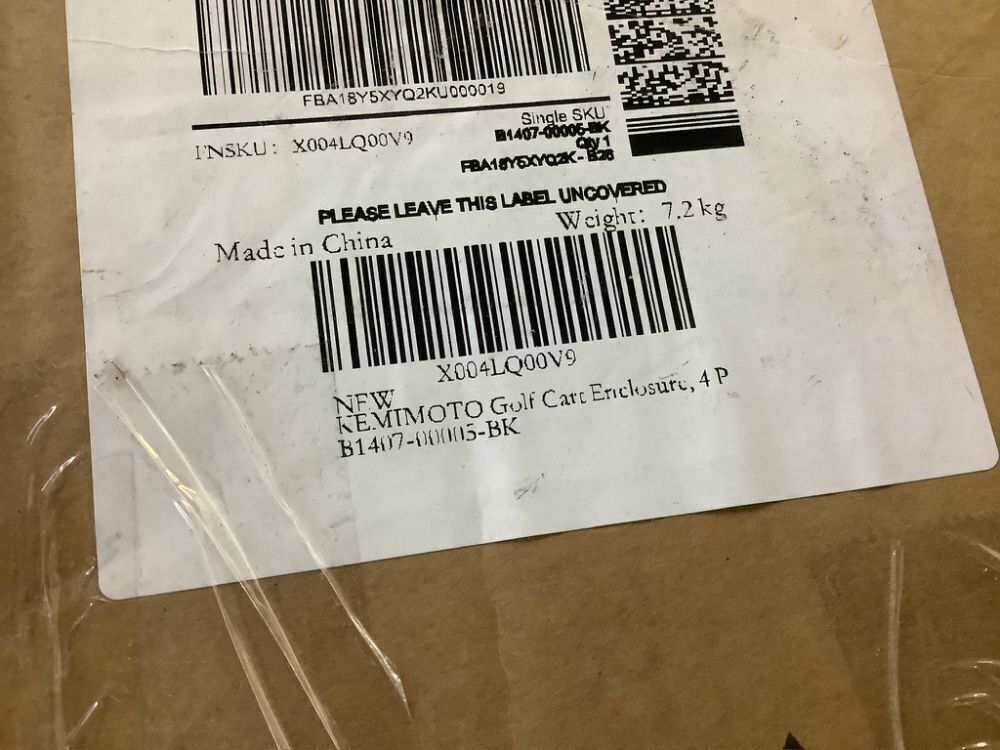 FBA18Y5XYQ2KU000019
Single SKU
FNSKU: X004LQ00V9
B1407-00005-BK
Qty 1
FBA18Y5XYQ2K - B26
PLEASE LEAVE THIS LABEL UNCOVERED
Made in China
Weight: 7.2 kg
X004LQ00V9
NEW
KEMIMOTO Golf Cart Enclosure, 4 P
B1407-00005-BK